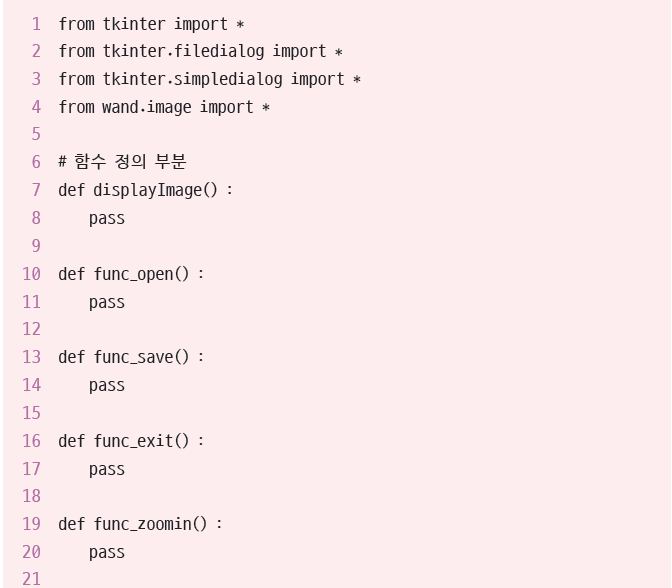 1 from tkinter import *
2 from tkinter.filedialog import *
3 from tkinter.simpledialog import *
4 from wand.image import *
5
6 # 함수 정의 부분
7 def displayImage() :
8     pass
9
10 def func_open() :
11     pass
12
13 def func_save() :
14     pass
15
16 def func_exit() :
17     pass
18
19 def func_zoomin() :
20     pass
21